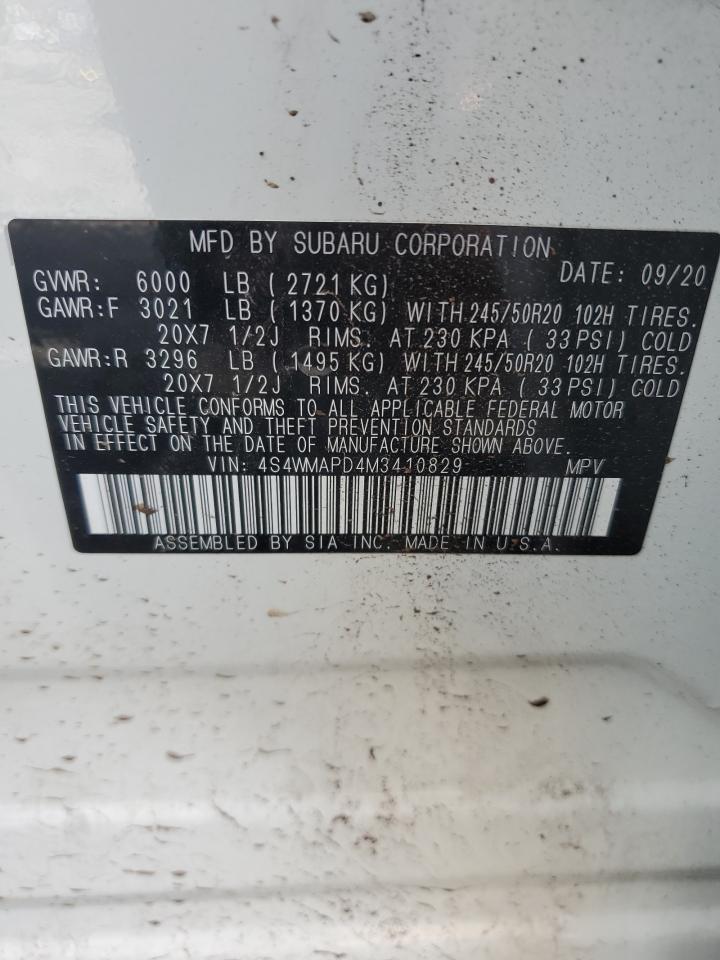 MFD BY SUBARU CORPORATION
DATE: 09/20
GVWR: 6000 LB ( 2721 KG)
GAWR:F 3021 LB ( 1370 KG) WITH 245/50R20 102H TIRES.
20X7 1/2J RIMS. AT 230 KPA ( 33 PSI) COLD
GAWR:R 3296 LB ( 1495 KG) WITH 245/50R20 102H TIRES.
20X7 1/2J RIMS. AT 230 KPA ( 33 PSI) COLD
THIS VEHICLE CONFORMS TO ALL APPLICABLE FEDERAL MOTOR
VEHICLE SAFETY AND THEFT PREVENTION STANDARDS
IN EFFECT ON THE DATE OF MANUFACTURE SHOWN ABOVE.
VIN: 4S4WMAPD4M3410829 MPV
ASSEMBLED BY SIA INC. MADE IN U.S.A.